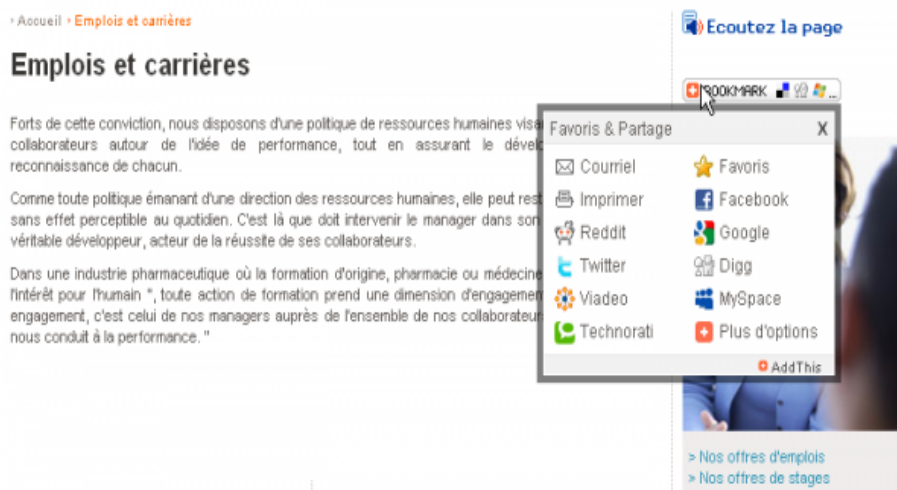 Accueil Emplois et carrières
Ecoutez la page
Emplois et carrières
BOOKMARK ...
Forts de cette conviction, nous disposons d'une politique de ressources humaines
collaborateurs autour de l'idée de performance, tout en assurant le
reconnaissance de chacun.
Comme toute politique émanant d'une direction des ressources humaines, elle peut
sans effet perceptible au quotidien. C'est là que doit intervenir le manager dans son
véritable développeur, acteur de la réussite de ses collaborateurs.
Dans une industrie pharmaceutique où la formation d'origine, pharmacie ou médecine
l'intérêt pour l'humain ", toute action de formation prend une dimension
engagement, c'est celui de nos managers auprès de l'ensemble de nos
nous conduit à la performance. "
Favoris & Partage X
Courriel Favoris
Imprimer Facebook
Reddit Google
Twitter Digg
Viadeo MySpace
Technorati Plus d'options
AddThis
> Nos offres d'emplois
> Nos offres de stages